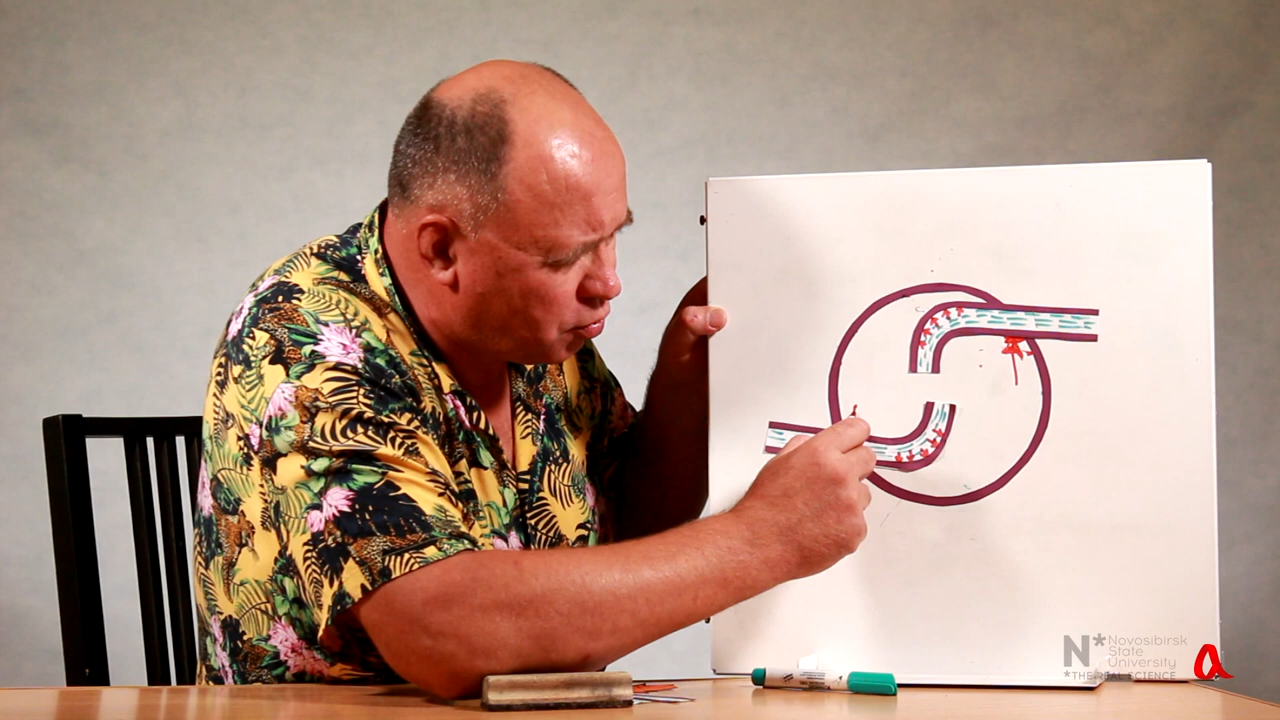 N*
Novosibirsk
State
University
*THE REAL SCIENCE